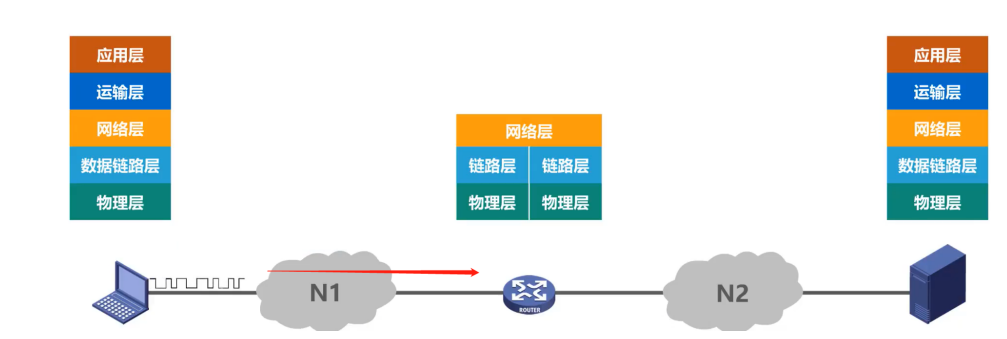 应用层
运输层
网络层
数据链路层
物理层
网络层
链路层 链路层
物理层 物理层
应用层
运输层
网络层
数据链路层
物理层
N1
ROUTER
N2